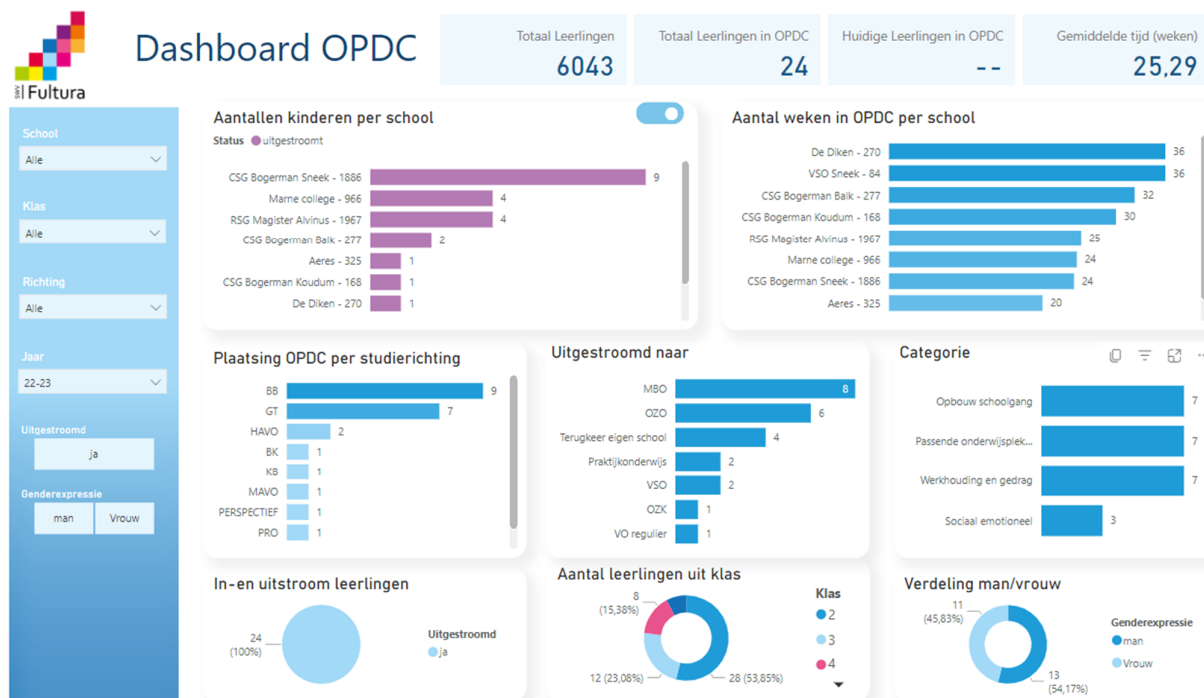 SWV
Fultura
Dashboard OPDC
Totaal Leerlingen
6043
Totaal Leerlingen in OPDC
24
Huidige Leerlingen in OPDC
--
Gemiddelde tijd (weken)
25,29
School
Alle
Klas
Alle
Richting
Alle
Jaar
22-23
Uitgestroomd
ja
Genderexpressie
man
Vrouw
Aantallen kinderen per school
Status uitgestroomt
CSG Bogerman Sneek - 1886 9
Marne college - 966 4
RSG Magister Alvinus - 1967 4
CSG Bogerman Balk - 277 2
Aeres - 325 1
CSG Bogerman Koudum - 168 1
De Diken - 270 1
Aantal weken in OPDC per school
De Diken - 270 36
VSO Sneek - 84 36
CSG Bogerman Balk - 277 32
CSG Bogerman Koudum - 168 30
RSG Magister Alvinus - 1967 25
Marne college - 966 24
CSG Bogerman Sneek - 1886 24
Aeres - 325 20
Plaatsing OPDC per studierichting
BB 9
GT 7
HAVO 2
BK 1
KB 1
MAVO 1
PERSPECTIEF 1
PRO 1
Uitgestroomd naar
MBO 8
OZO 6
Terugkeer eigen school 4
Praktijkonderwijs 2
VSO 2
OZK 1
VO regulier 1
Categorie
Opbouw schoolgang 7
Passende onderwijsplek... 7
Werkhouding en gedrag 7
Sociaal emotioneel 3
In-en uitstroom leerlingen
24
(100%)
Uitgestroomd
ja
Aantal leerlingen uit klas
8
(15,38%)
12 (23,08%)
28 (53,85%)
Klas
2
3
4
Verdeling man/vrouw
11
(45,83%)
13
(54,17%)
Genderexpressie
man
Vrouw